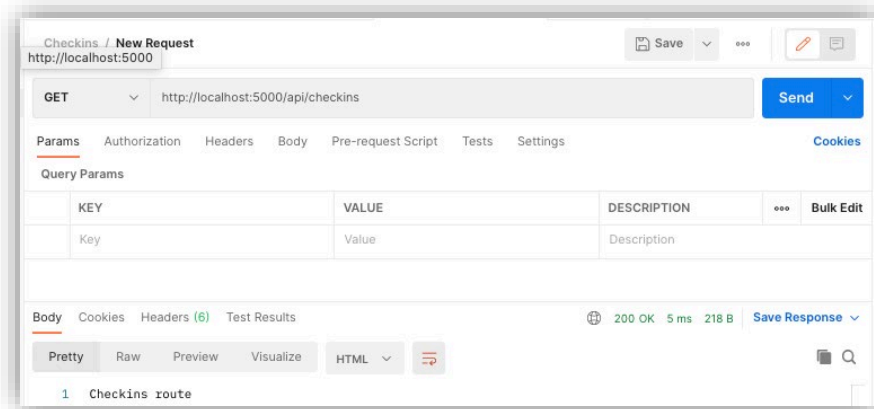 Checkins / New Request
Save
http://localhost:5000
GET http://localhost:5000/api/checkins Send
Params Authorization Headers Body Pre-request Script Tests Settings Cookies
Query Params
KEY VALUE DESCRIPTION ooo Bulk Edit
Key Value Description
Body Cookies Headers (6) Test Results 200 OK 5 ms 218 B Save Response
Pretty Raw Preview Visualize HTML
1 Checkins route